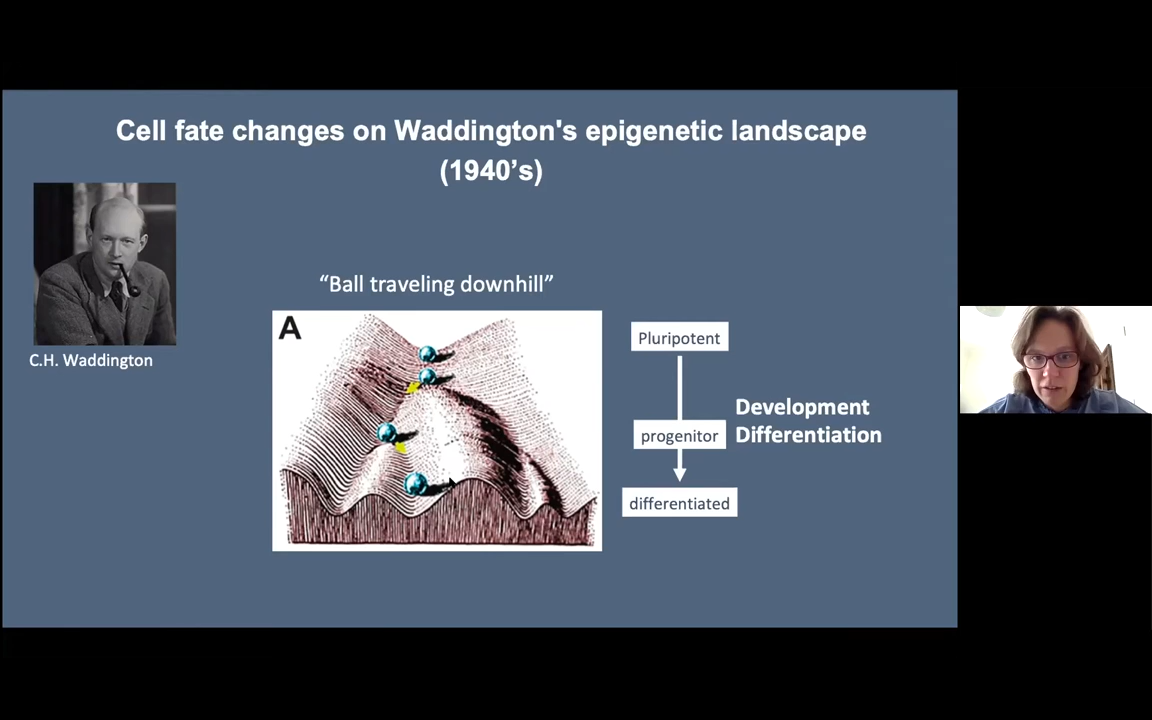 Cell fate changes on Waddington's epigenetic landscape
(1940’s)
C.H. Waddington
“Ball traveling downhill”
A
Pluripotent
progenitor
differentiated
Development
Differentiation